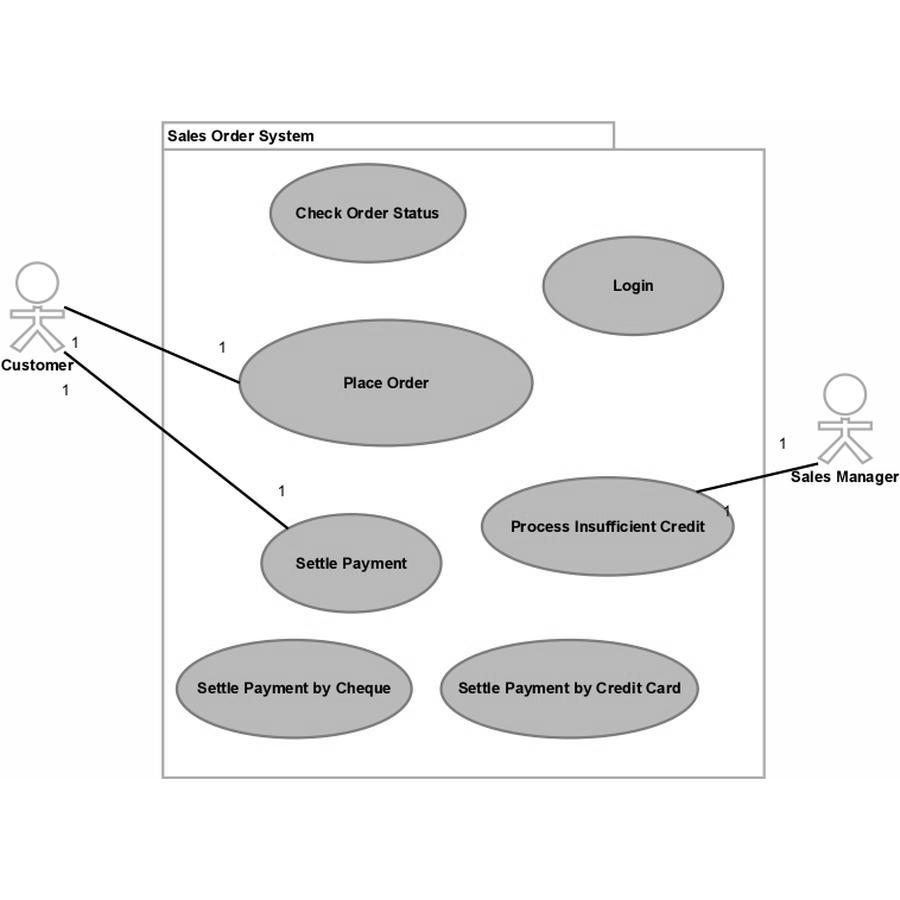 Sales Order System
Check Order Status
Login
1
1
Customer
Place Order
1
1
Sales Manager
1
1
Process Insufficient Credit
Settle Payment
Settle Payment by Cheque
Settle Payment by Credit Card